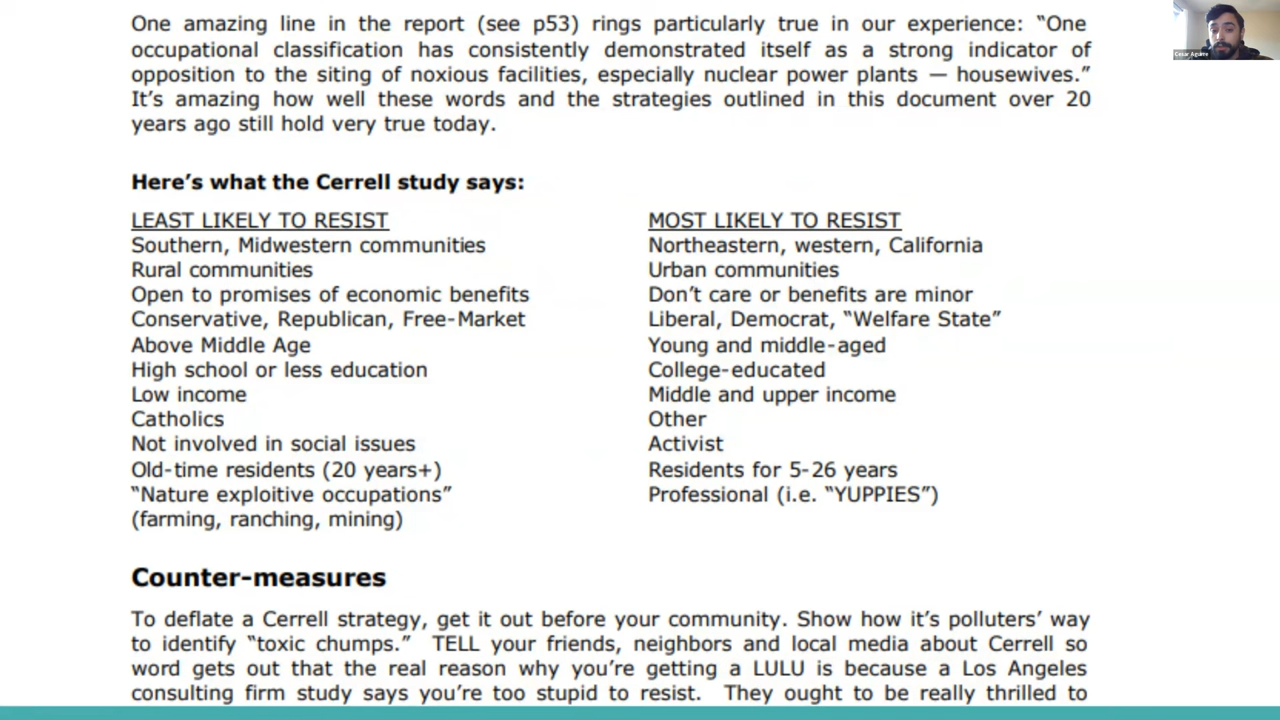 One amazing line in the report (see p53) rings particularly true in our experience: “One
occupational classification has consistently demonstrated itself as a strong indicator of
opposition to the siting of noxious facilities, especially nuclear power plants — housewives.”
It’s amazing how well these words and the strategies outlined in this document over 20
years ago still hold very true today.
Here’s what the Cerrell study says:
LEAST LIKELY TO RESIST
Southern, Midwestern communities
Rural communities
Open to promises of economic benefits
Conservative, Republican, Free-Market
Above Middle Age
High school or less education
Low income
Catholics
Not involved in social issues
Old-time residents (20 years+)
“Nature exploitive occupations”
(farming, ranching, mining)
MOST LIKELY TO RESIST
Northeastern, western, California
Urban communities
Don’t care or benefits are minor
Liberal, Democrat, “Welfare State”
Young and middle-aged
College-educated
Middle and upper income
Other
Activist
Residents for 5-26 years
Professional (i.e. “YUPPIES”)
Counter-measures
To deflate a Cerrell strategy, get it out before your community. Show how it’s polluters’ way
to identify “toxic chumps.” TELL your friends, neighbors and local media about Cerrell so
word gets out that the real reason why you’re getting a LULU is because a Los Angeles
consulting firm study says you’re too stupid to resist. They ought to be really thrilled to
Cesar Aguirre